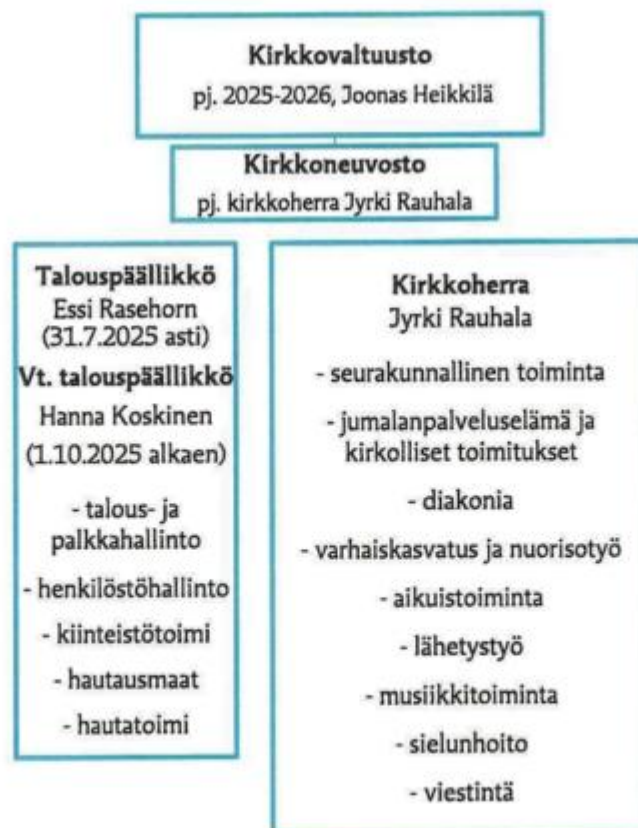 Kirkkovaltuusto
pj. 2025-2026, Joonas Heikkilä
Kirkkoneuvosto
pj. kirkkoherra Jyrki Rauhala
Talouspäällikkö
Essi Rasehorn
(31.7.2025 asti)
Vt. talouspäällikkö
Hanna Koskinen
(1.10.2025 alkaen)
- talous- ja
palkkahallinto
- henkilöstöhallinto
- kiinteistötoimi
- hautausmaat
- hautatoimi
Kirkkoherra
Jyrki Rauhala
- seurakunnallinen toiminta
- jumalanpalveluselämä ja
kirkolliset toimitukset
- diakonia
- varhaiskasvatus ja nuorisotyö
- aikuistoiminta
- lähetystyö
- musiikkitoiminta
- sielunhoito
- viestintä